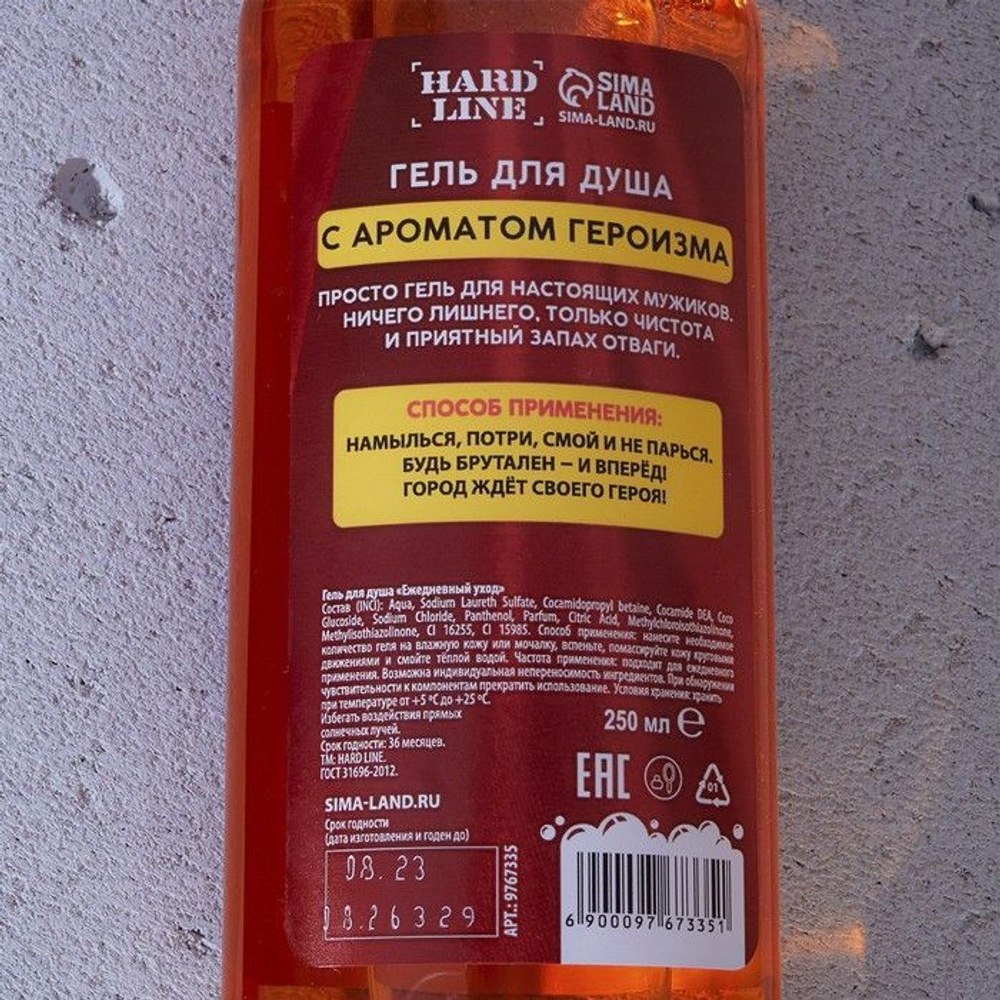 HARD
LINE
SIMA
LAND
SIMA-LAND.RU
ГЕЛЬ ДЛЯ ДУША
С АРОМАТОМ ГЕРОИЗМА
ПРОСТО ГЕЛЬ ДЛЯ НАСТОЯЩИХ МУЖИКОВ.
НИЧЕГО ЛИШНЕГО, ТОЛЬКО ЧИСТОТА
И ПРИЯТНЫЙ ЗАПАХ ОТВАГИ.
СПОСОБ ПРИМЕНЕНИЯ:
НАМЫЛЬСЯ, ПОТРИ, СМОЙ И НЕ ПАРЬСЯ.
БУДЬ БРУТАЛЕН – И ВПЕРЁД!
ГОРОД ЖДЁТ СВОЕГО ГЕРОЯ!
Гель для душа «Ежедневный уход»
Состав (INCI): Aqua, Sodium Laureth Sulfate, Cocamidopropyl betaine, Cocamide DEA, Coco
Glucoside, Sodium Chloride, Panthenol, Parfum, Citric Acid, Methylchloroisothiazolinone,
Methylisothiazolinone, CI 16255, CI 15985. Способ применения: нанесите необходимое
количество геля на влажную кожу или мочалку, вспеньте, помассируйте кожу круговыми
движениями и смойте тёплой водой. Частота применения: подходит для ежедневного
применения. Возможна индивидуальная непереносимость ингредиентов. При обнаружении
чувствительности к компонентам прекратить использование. Условия хранения: хранить
при температуре от +5 ºС до +25 ºС.
Избегать воздействия прямых
солнечных лучей.
Срок годности: 36 месяцев.
ТМ: HARD LINE.
ГОСТ 31696-2012.
250 мл e
EAC
01
SIMA-LAND.RU
Срок годности
(дата изготовления и годен до)
08.23
08.26 329
АРТ.: 9767335
6 900097 673351